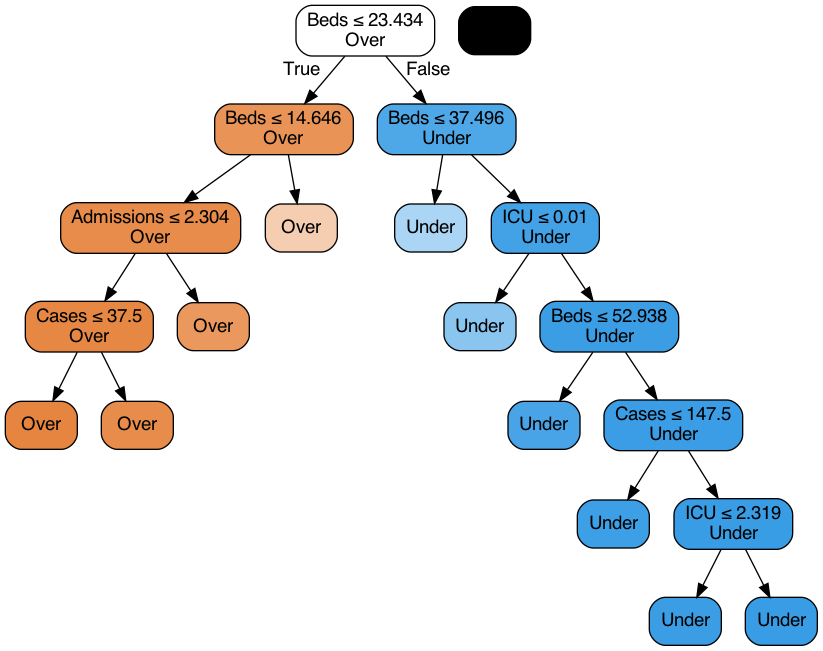 Beds ≤ 23.434
Over
True
False
Beds ≤ 14.646
Over
Beds ≤ 37.496
Under
Admissions ≤ 2.304
Over
Over
Under
ICU ≤ 0.01
Under
Cases ≤ 37.5
Over
Over
Under
Beds ≤ 52.938
Under
Over
Over
Under
Cases ≤ 147.5
Under
Under
ICU ≤ 2.319
Under
Under
Under